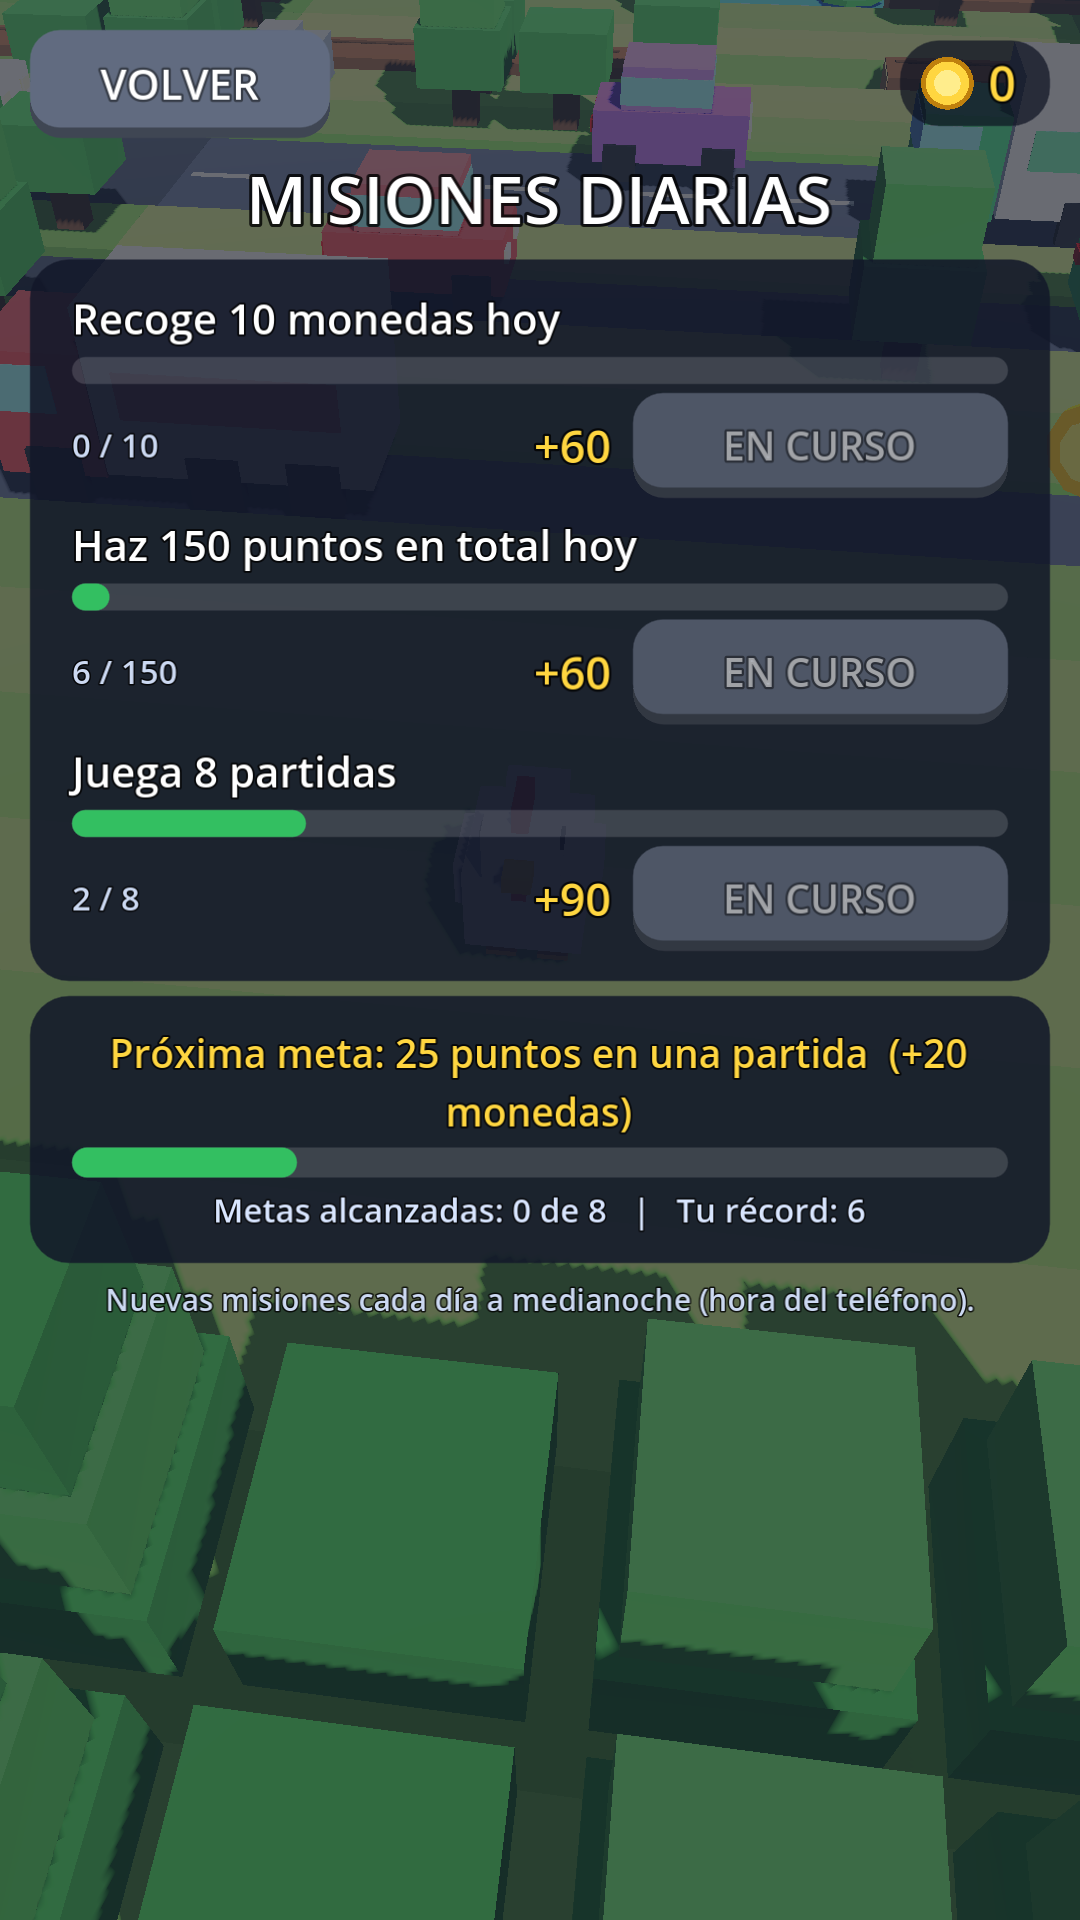 VOLVER
0
MISIONES DIARIAS
Recoge 10 monedas hoy
0 / 10
+60
EN CURSO
Haz 150 puntos en total hoy
6 / 150
+60
EN CURSO
Juega 8 partidas
2 / 8
+90
EN CURSO
Próxima meta: 25 puntos en una partida (+20
monedas)
Metas alcanzadas: 0 de 8 | Tu récord: 6
Nuevas misiones cada día a medianoche (hora del teléfono).